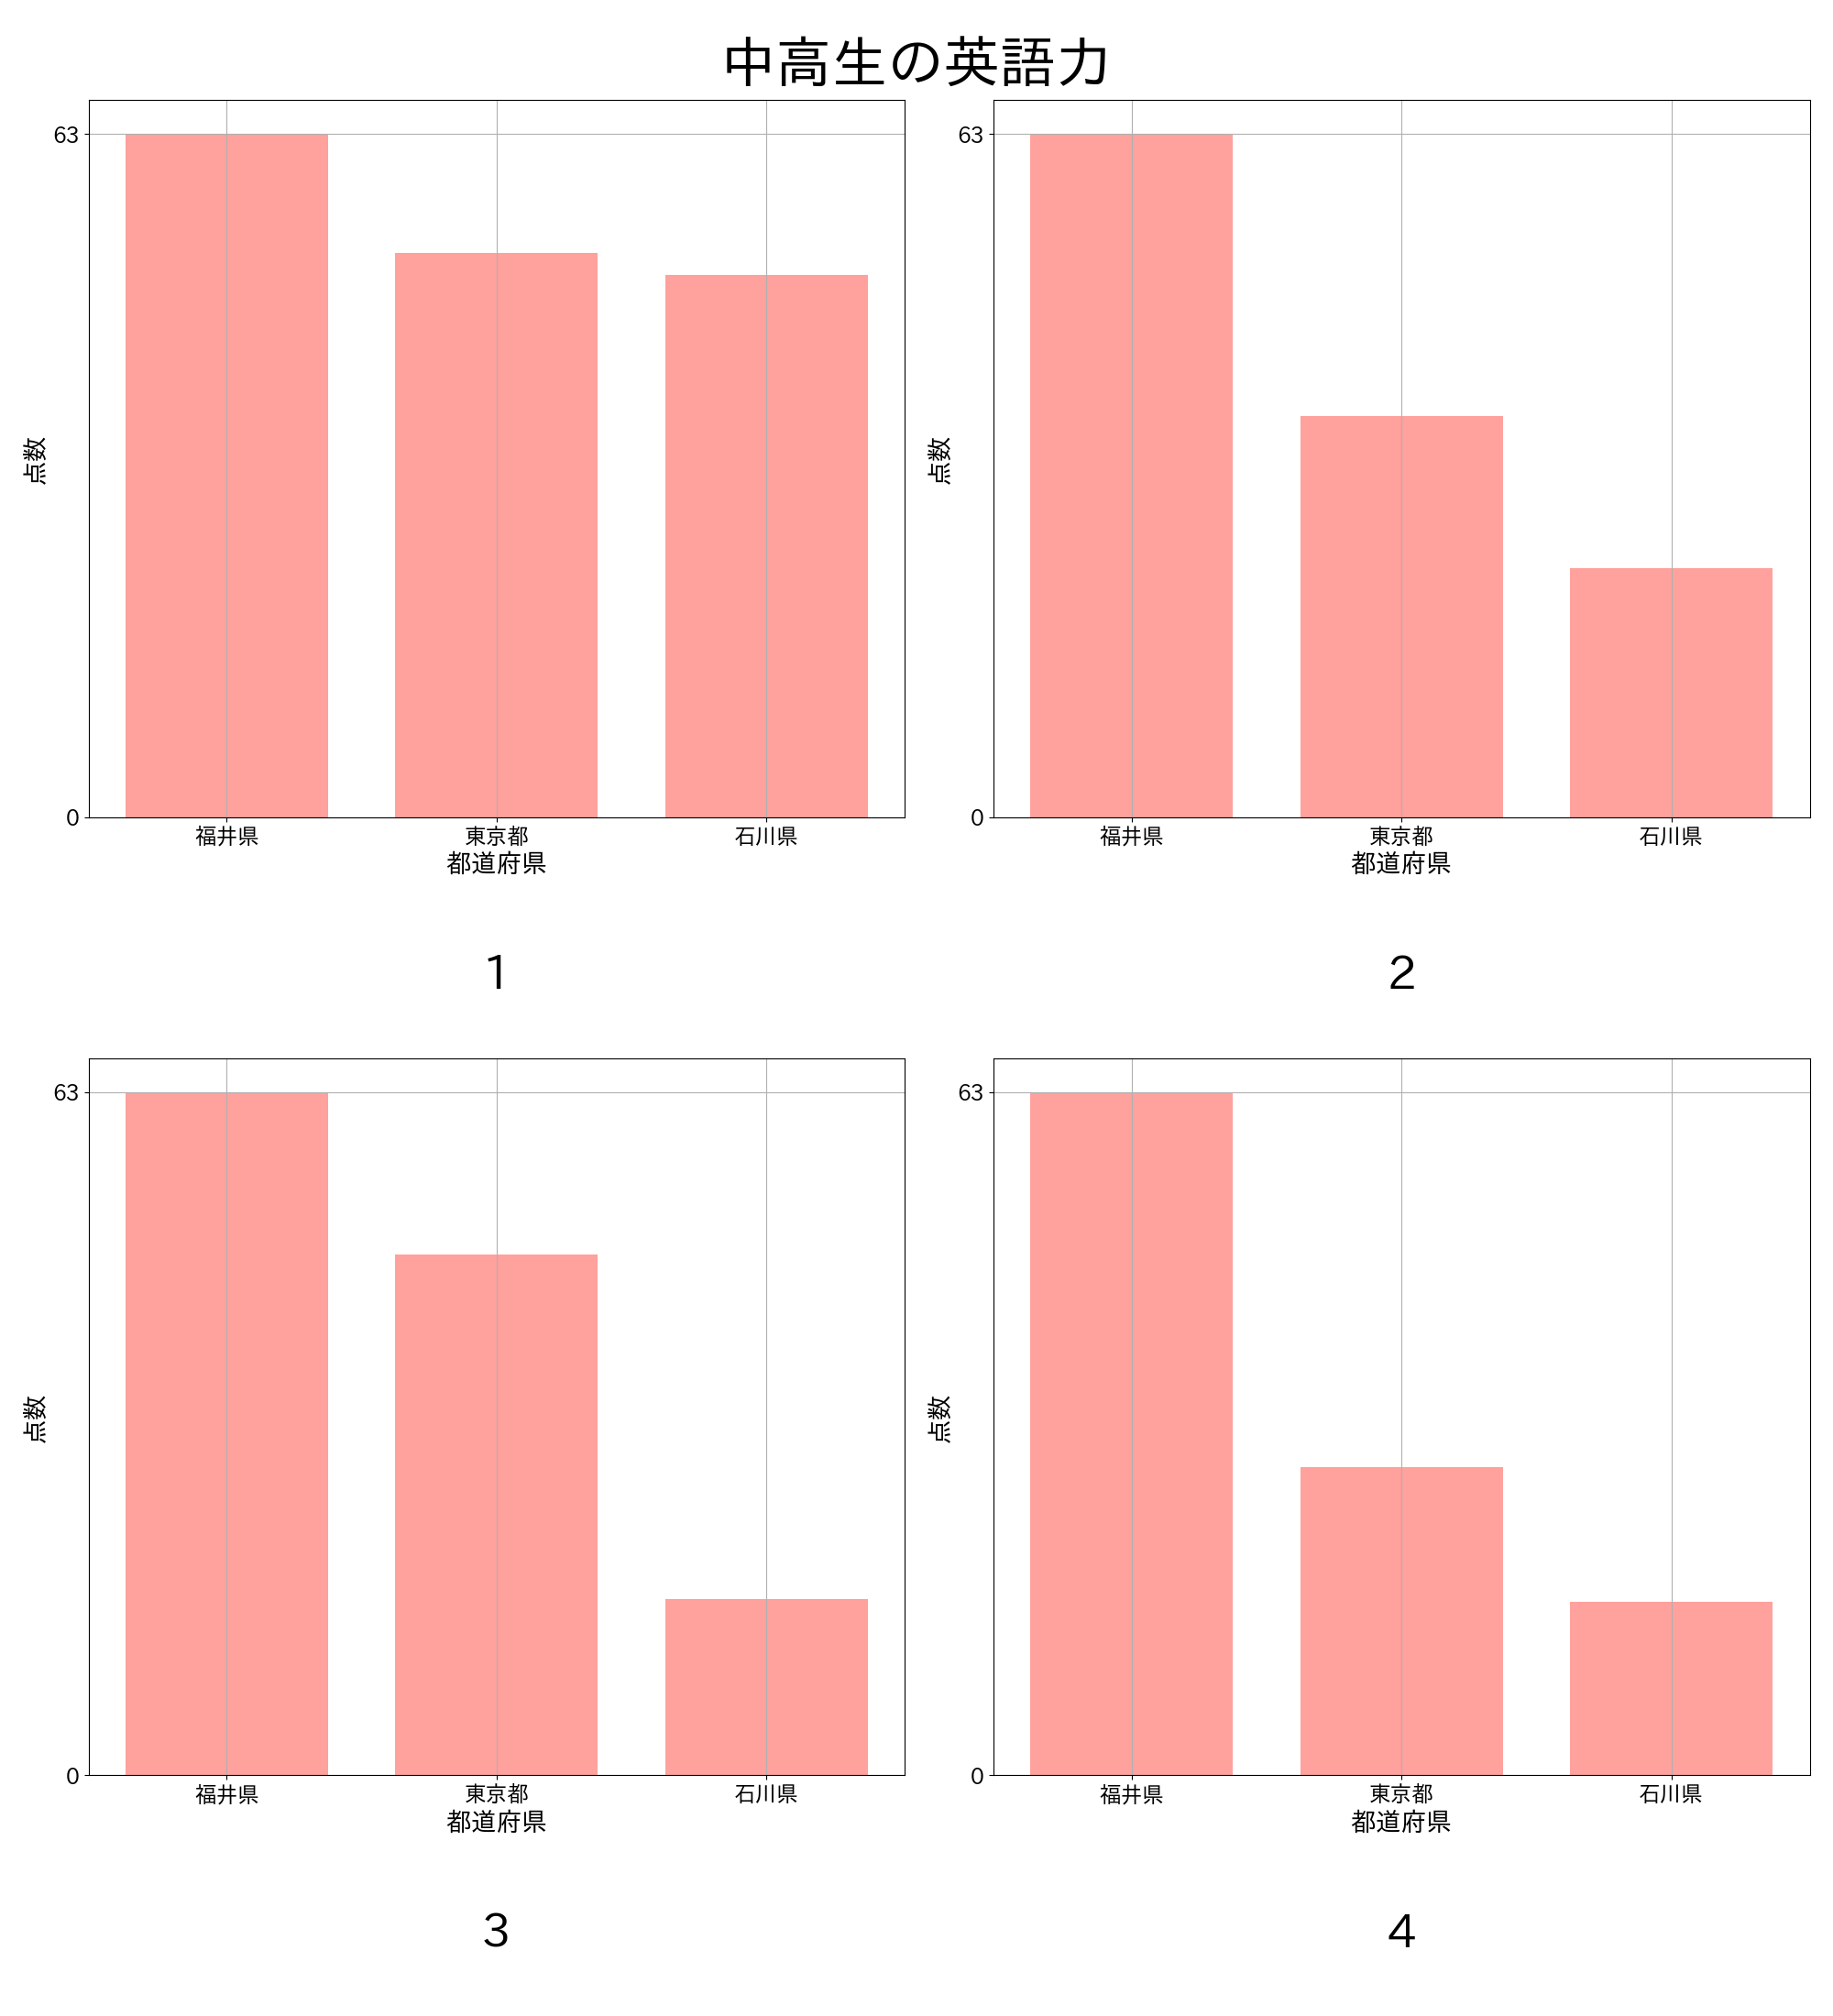 中高生の英語力
63
0
点数
福井県 東京都 石川県
都道府県
1
63
0
点数
福井県 東京都 石川県
都道府県
2
63
0
点数
福井県 東京都 石川県
都道府県
3
63
0
点数
福井県 東京都 石川県
都道府県
4